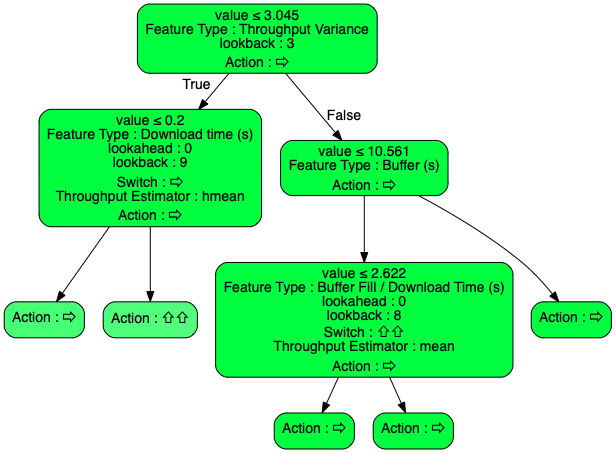 value ≤ 3.045
Feature Type : Throughput Variance
lookback : 3
Action : ⇨
True
False
value ≤ 0.2
Feature Type : Download time (s)
lookahead : 0
lookback : 9
Switch : ⇨
Throughput Estimator : hmean
Action : ⇨
value ≤ 10.561
Feature Type : Buffer (s)
Action : ⇨
value ≤ 2.622
Feature Type : Buffer Fill / Download Time (s)
lookahead : 0
lookback : 8
Switch : ⇧⇧
Throughput Estimator : mean
Action : ⇨
Action : ⇨
Action : ⇧⇧
Action : ⇨
Action : ⇨
Action : ⇨